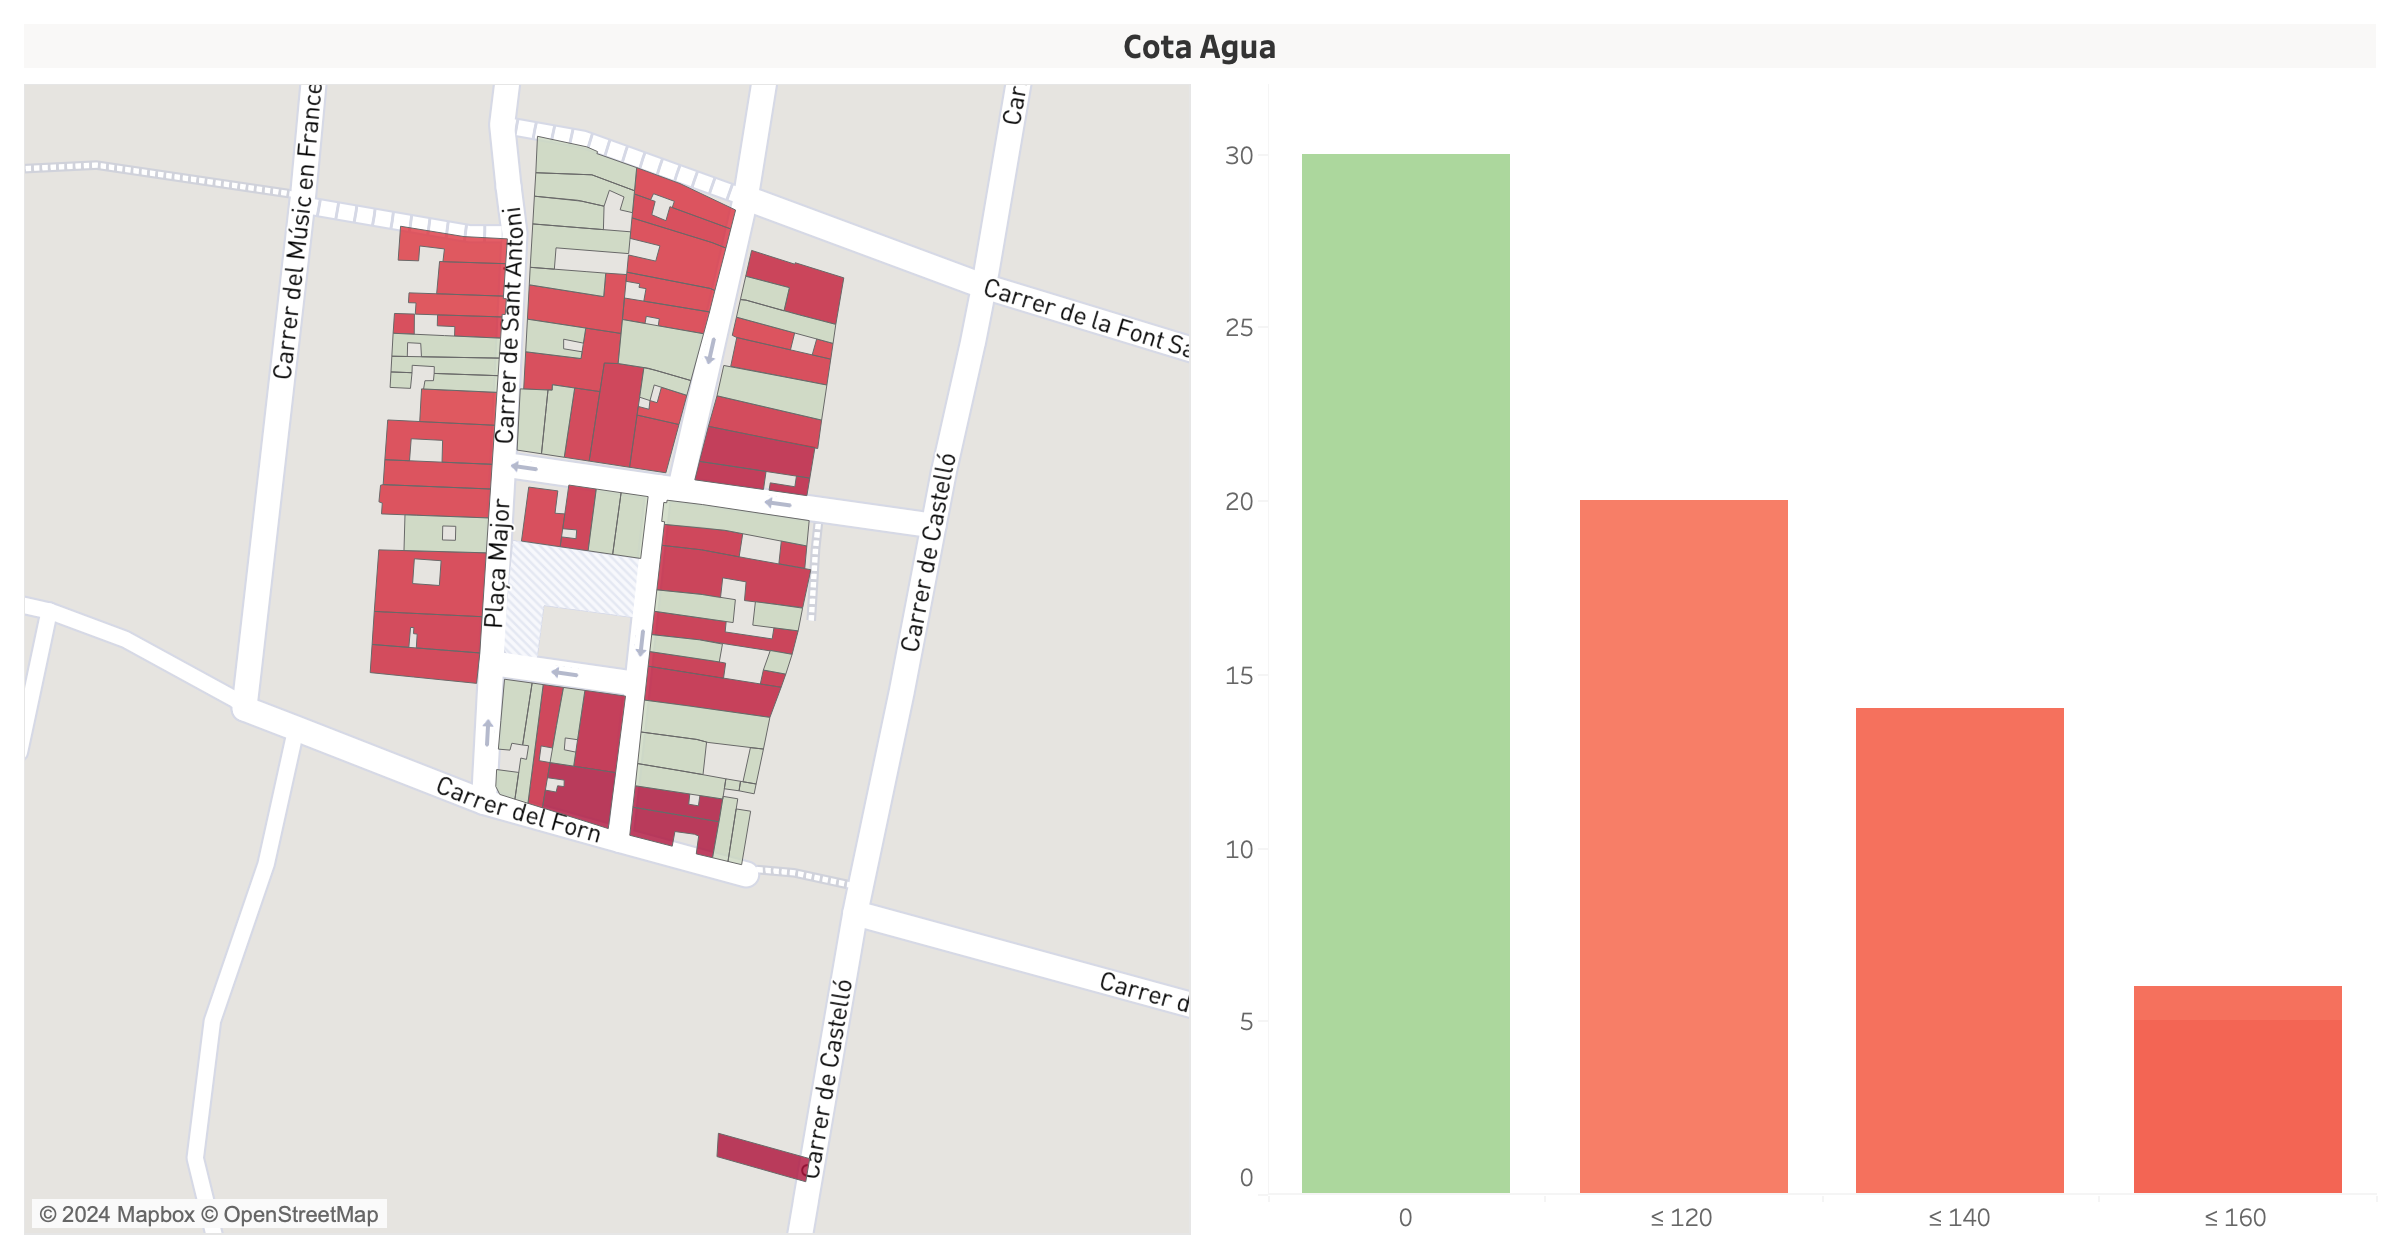 Cota Agua
Carrer del Músic en France
Carrer de Sant Antoni
Car
Carrer de la Font Sa
Carrer de Castelló
Plaça Major
Carrer del Forn
Carrer d
Carrer de Castelló
© 2024 Mapbox © OpenStreetMap
30
25
20
15
10
5
0
0
≤ 120
≤ 140
≤ 160